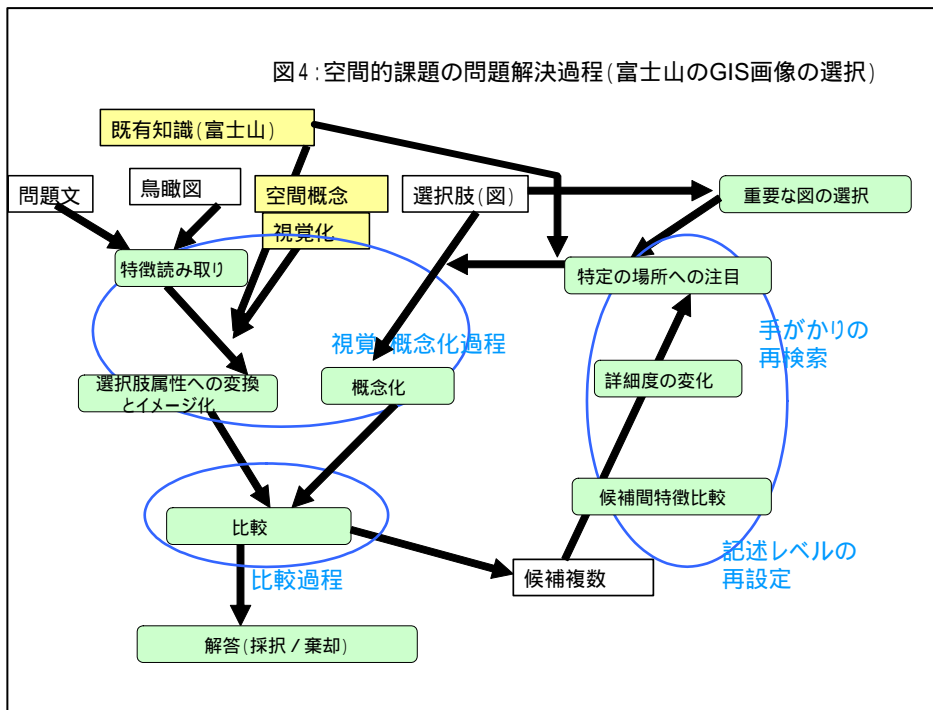 図4:空間的課題の問題解決過程(富士山のGIS画像の選択)
既有知識(富士山)
問題文
鳥瞰図
空間概念
選択肢(図)
重要な図の選択
視覚化
特徴読み取り
特定の場所への注目
視覚 概念化過程
手がかりの
再検索
選択肢属性への変換
とイメージ化
概念化
詳細度の変化
候補間特徴比較
比較
記述レベルの
再設定
比較過程
候補複数
解答(採択/棄却)